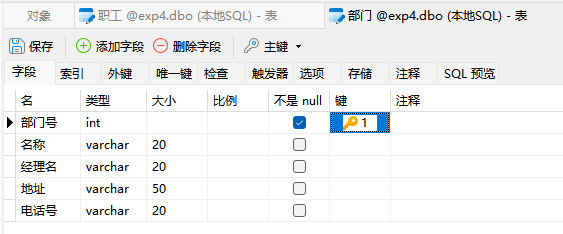 对象 职工 @exp4.dbo (本地SQL) - 表 部门 @exp4.dbo (本地SQL) - 表
保存 添加字段 删除字段 主键
字段 索引 外键 唯一键 检查 触发器 选项 存储 注释 SQL 预览
名 类型 大小 比例 不是 null 键 注释
部门号 int 1
名称 varchar 20
经理名 varchar 20
地址 varchar 50
电话号 varchar 20